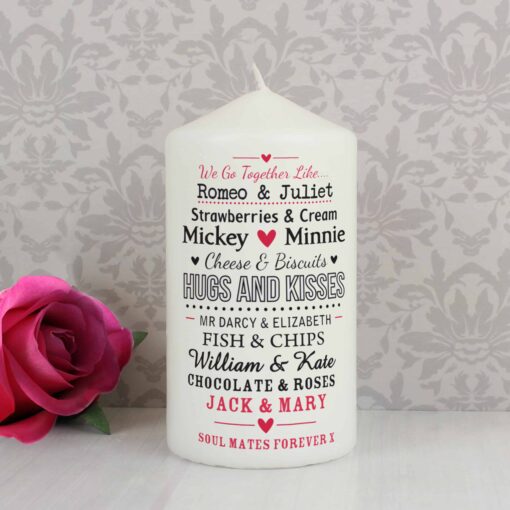 We Go Together Like....
Romeo & Juliet
Strawberries & Cream
Mickey ♥ Minnie
Cheese & Biscuits
HUGS AND KISSES
MR DARCY & ELIZABETH
FISH & CHIPS
William & Kate
CHOCOLATE & ROSES
JACK & MARY
SOUL MATES FOREVER X